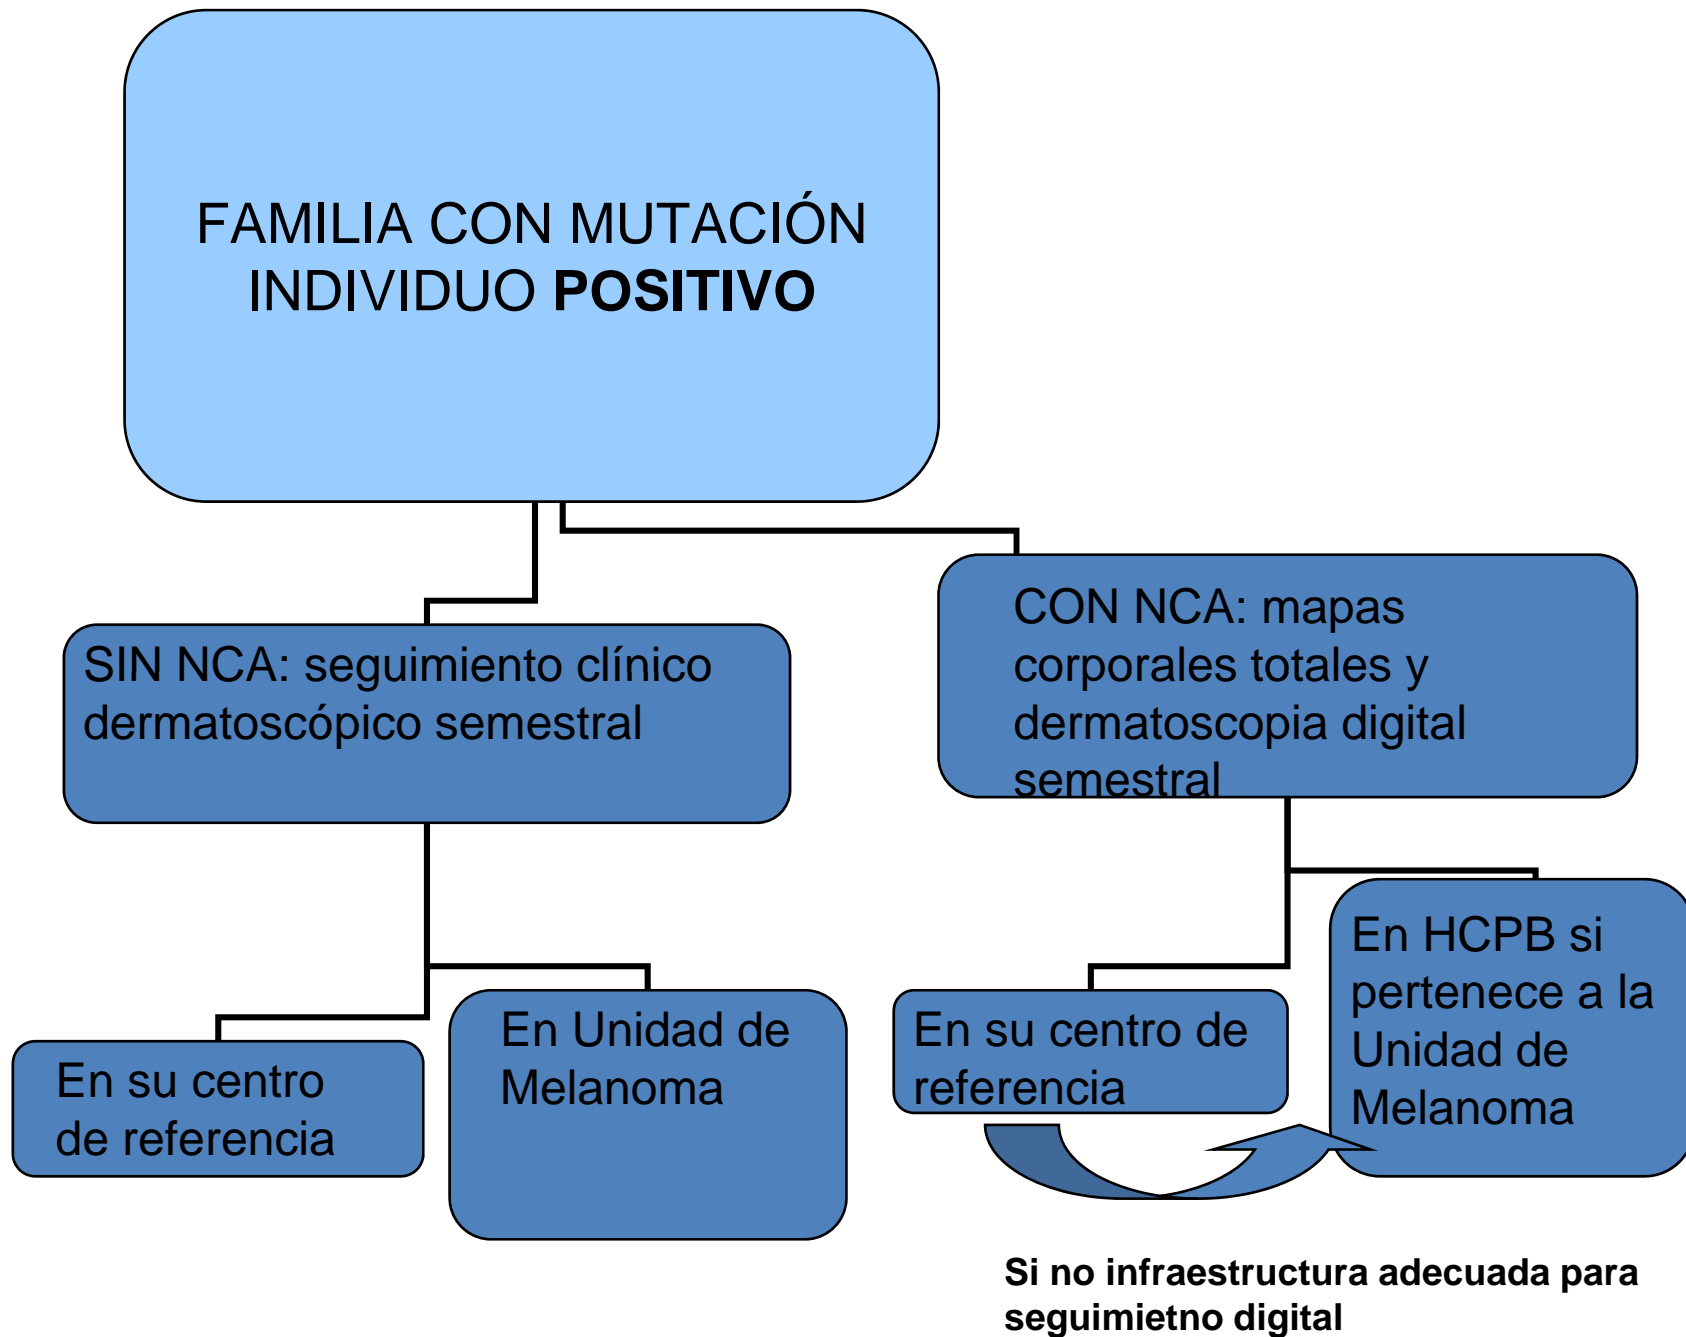 FAMILIA CON MUTACIÓN
INDIVIDUO POSITIVO
SIN NCA: seguimiento clínico
dermatoscópico semestral
CON NCA: mapas
corporales totales y
dermatoscopia digital
semestral
En su centro
de referencia
En Unidad de
Melanoma
En su centro de
referencia
En HCPB si
pertenece a la
Unidad de
Melanoma
Si no infraestructura adecuada para
seguimietno digital